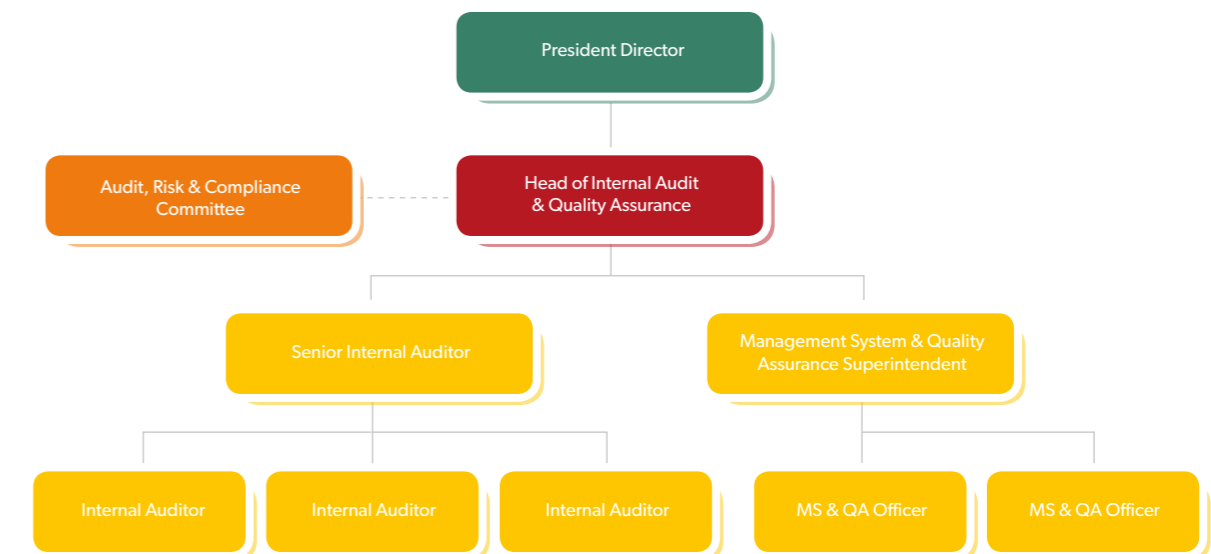 President Director
Audit, Risk & Compliance
Committee
Head of Internal Audit
& Quality Assurance
Senior Internal Auditor
Management System & Quality
Assurance Superintendent
Internal Auditor
Internal Auditor
Internal Auditor
MS & QA Officer
MS & QA Officer